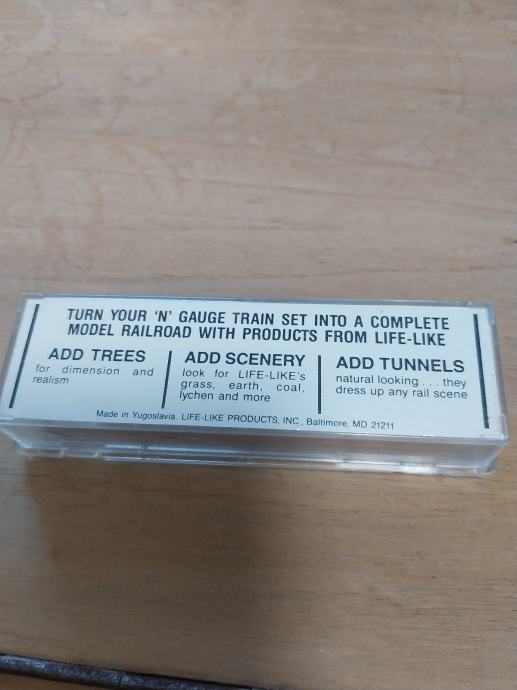 TURN YOUR 'N' GAUGE TRAIN SET INTO A COMPLETE
MODEL RAILROAD WITH PRODUCTS FROM LIFE-LIKE
ADD TREES
for dimension and
realism
ADD SCENERY
look for LIFE-LIKE's
grass, earth, coal,
lychen and more
ADD TUNNELS
natural looking . . . they
dress up any rail scene
Made in Yugoslavia. LIFE-LIKE PRODUCTS, INC., Baltimore, MD 21211